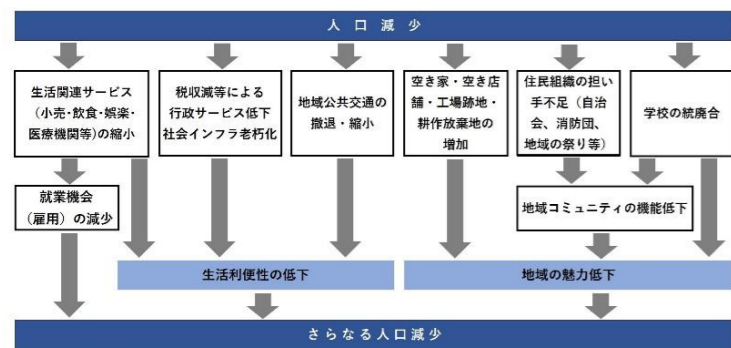 人口減少
生活関連サービス
（小売・飲食・娯楽・
医療機関等）の縮小
税収減等による
行政サービス低下
社会インフラ老朽化
地域公共交通の
撤退・縮小
空き家・空き店
舗・工場跡地・
耕作放棄地の
増加
住民組織の担い
手不足（自治
会、消防団、
地域の祭り等）
学校の統廃合
就業機会
（雇用）の減少
地域コミュニティの機能低下
生活利便性の低下
地域の魅力低下
さらなる人口減少